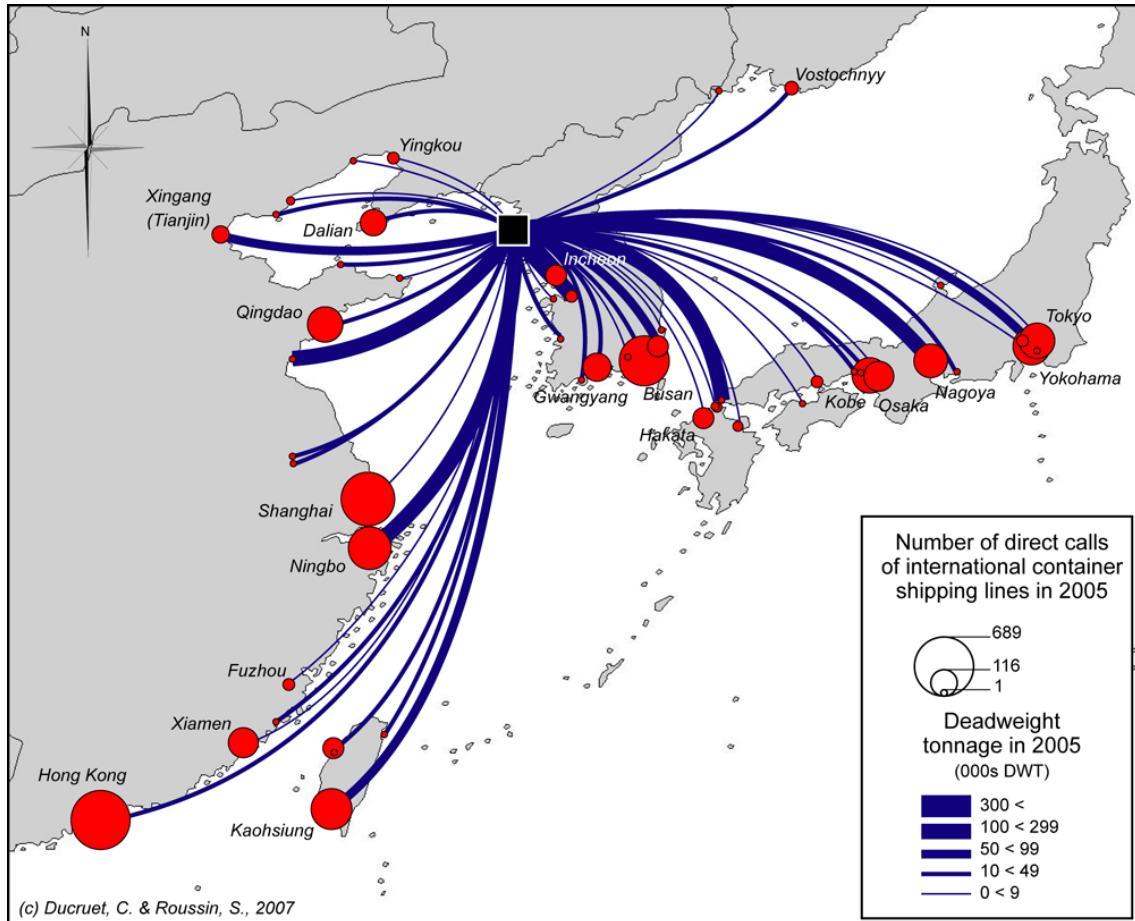 N
Vostochnyy
Yingkou
Xingang
(Tianjin)
Dalian
Incheon
Qingdao
Tokyo
Yokohama
Nagoya
Osaka
Kobe
Busan
Gwangyang
Hakata
Shanghai
Ningbo
Fuzhou
Xiamen
Hong Kong
Kaohsiung
Number of direct calls
of international container
shipping lines in 2005
689
116
1
Deadweight
tonnage in 2005
(000s DWT)
300 <
100 < 299
50 < 99
10 < 49
0 < 9
(c) Ducruet, C. & Roussin, S., 2007